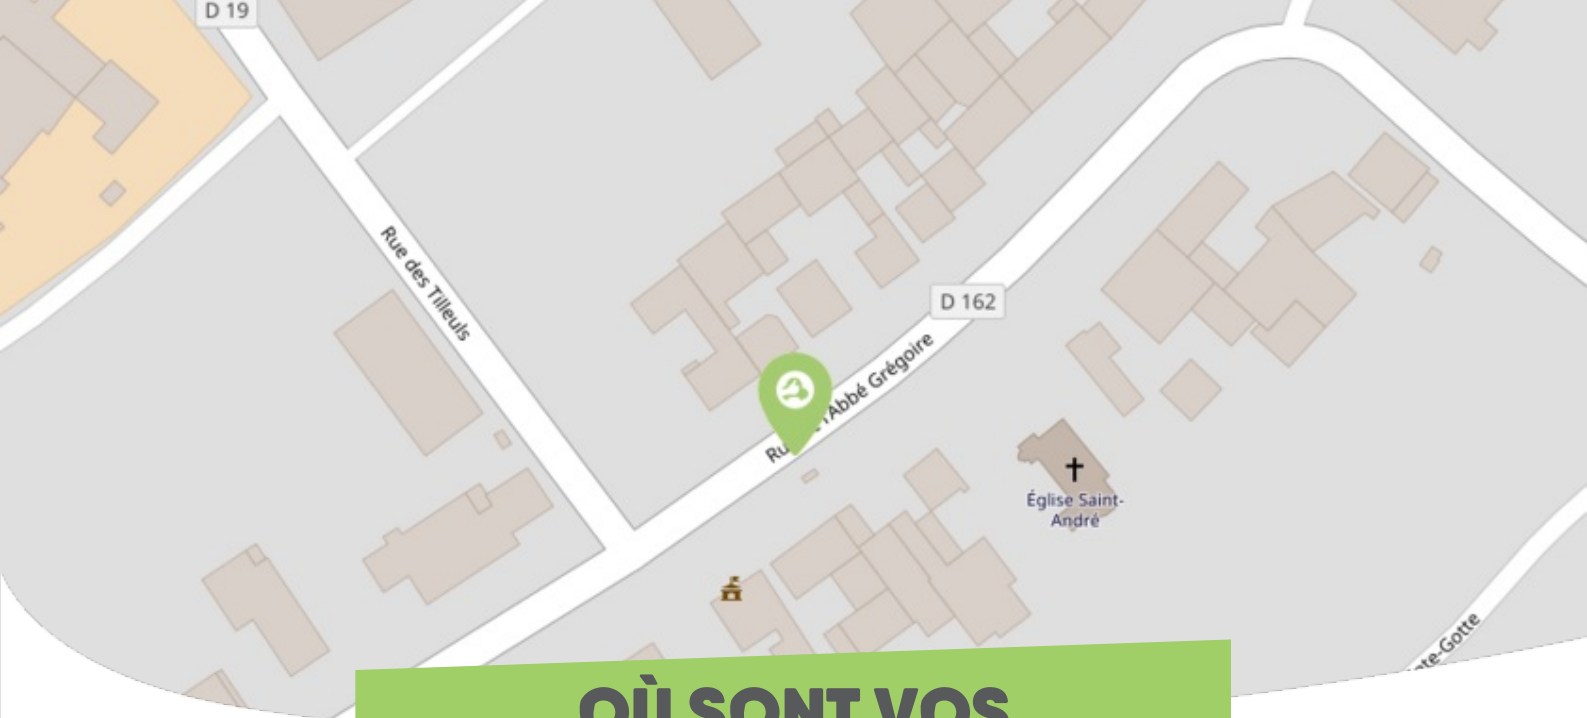 D 19
Rue des Tilleuls
D 162
l'Abbé Grégoire
Église Saint-
André
OÙ SONT VOS